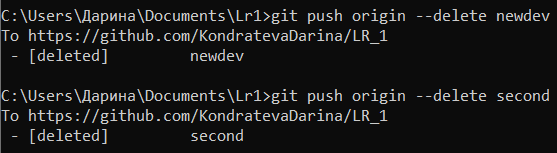 C:\Users\Дарина\Documents\Lr1>git push origin --delete newdev
To https://github.com/KondratevaDarina/LR_1
 - [deleted]         newdev
C:\Users\Дарина\Documents\Lr1>git push origin --delete second
To https://github.com/KondratevaDarina/LR_1
 - [deleted]         second